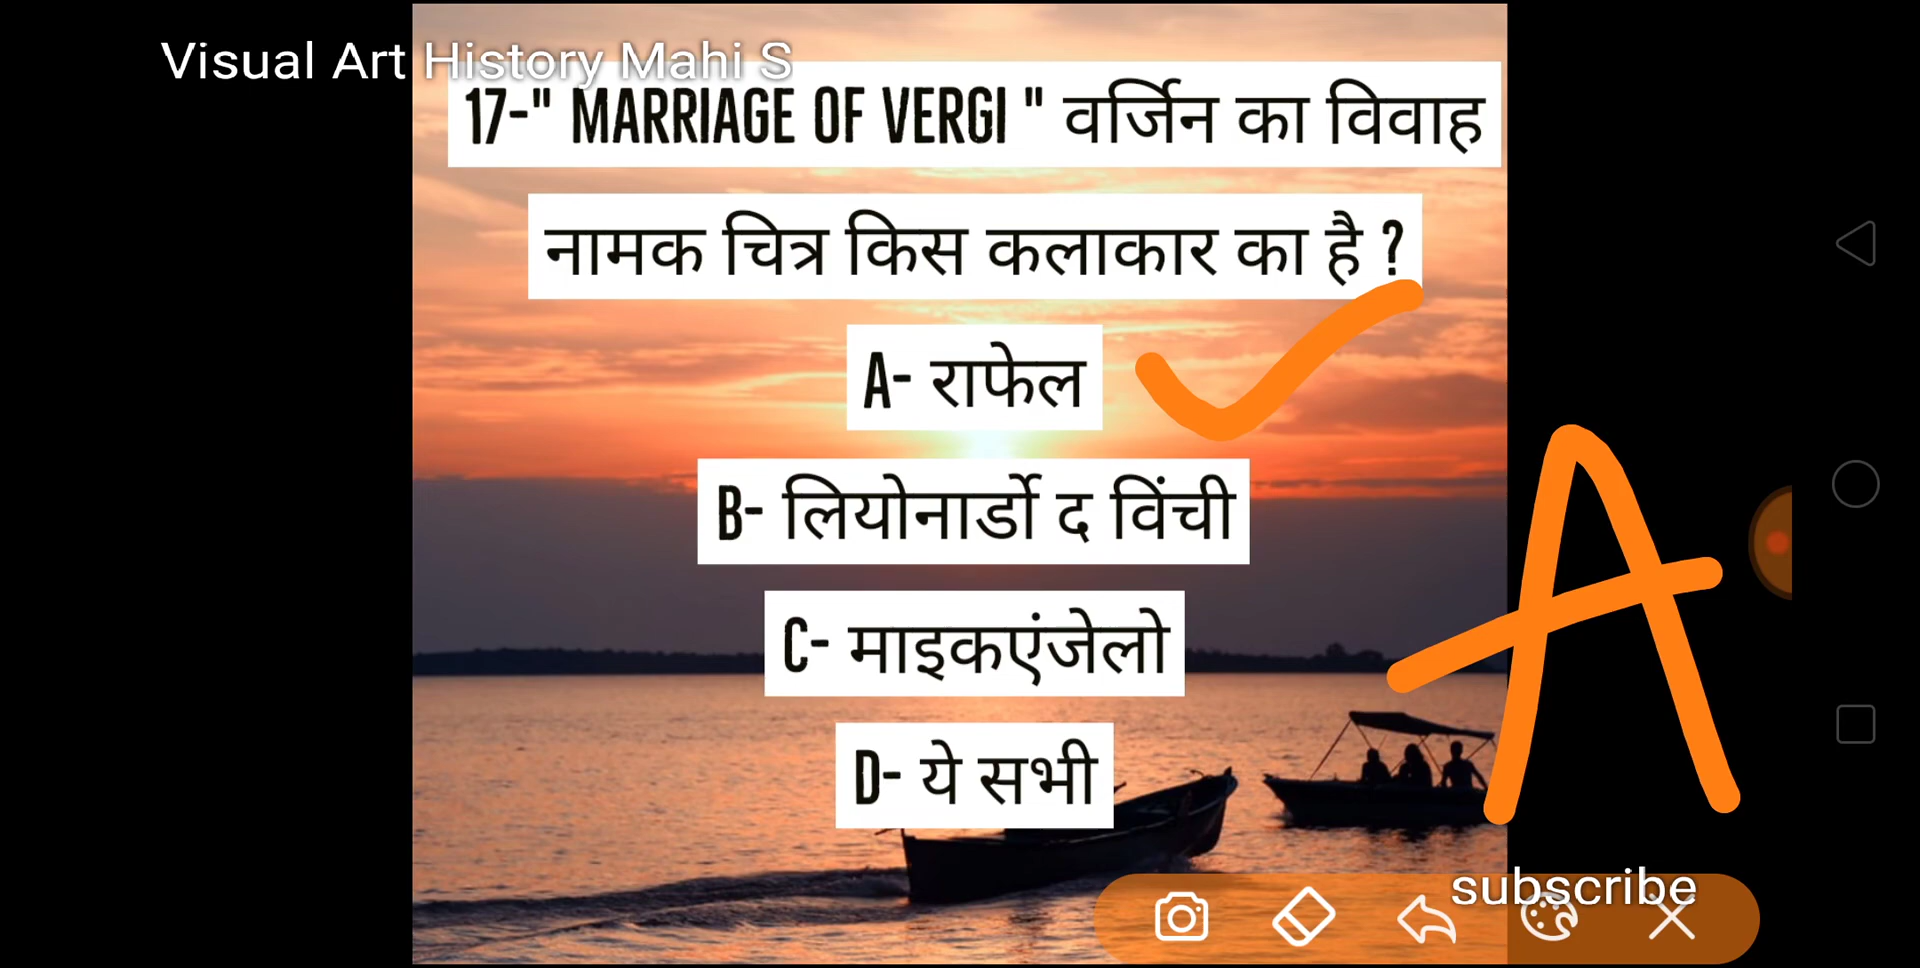 Visual Art History Mahi S
17-" MARRIAGE OF VERGI " वर्जिन का विवाह
नामक चित्र किस कलाकार का है ?
A- राफेल
B- लियोनार्डो द विंची
C- माइकएंजेलो
D- ये सभी
A
subscribe